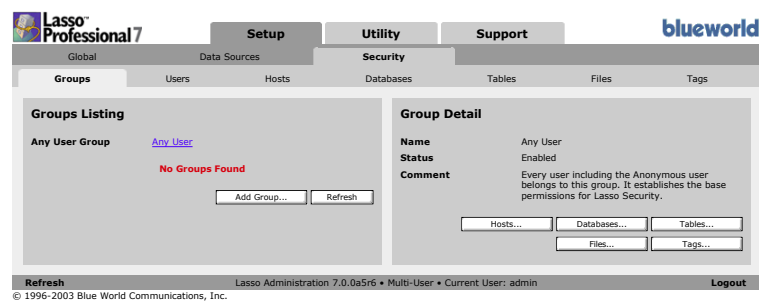 Lasso™
Professional 7
Setup Utility Support
blueworld
Global Data Sources Security
Groups Users Hosts Databases Tables Files Tags
Groups Listing
Any User Group Any User
No Groups Found
Add Group... Refresh
Group Detail
Name Any User
Status Enabled
Comment Every user including the Anonymous user
belongs to this group. It establishes the base
permissions for Lasso Security.
Hosts... Databases... Tables...
Files... Tags...
Refresh Lasso Administration 7.0.0a5r6 • Multi-User • Current User: admin Logout
© 1996-2003 Blue World Communications, Inc.